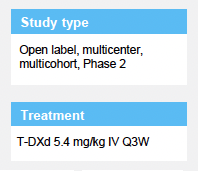 Study type
Open label, multicenter,
multicohort, Phase 2
Treatment
T-DXd 5.4 mg/kg IV Q3W